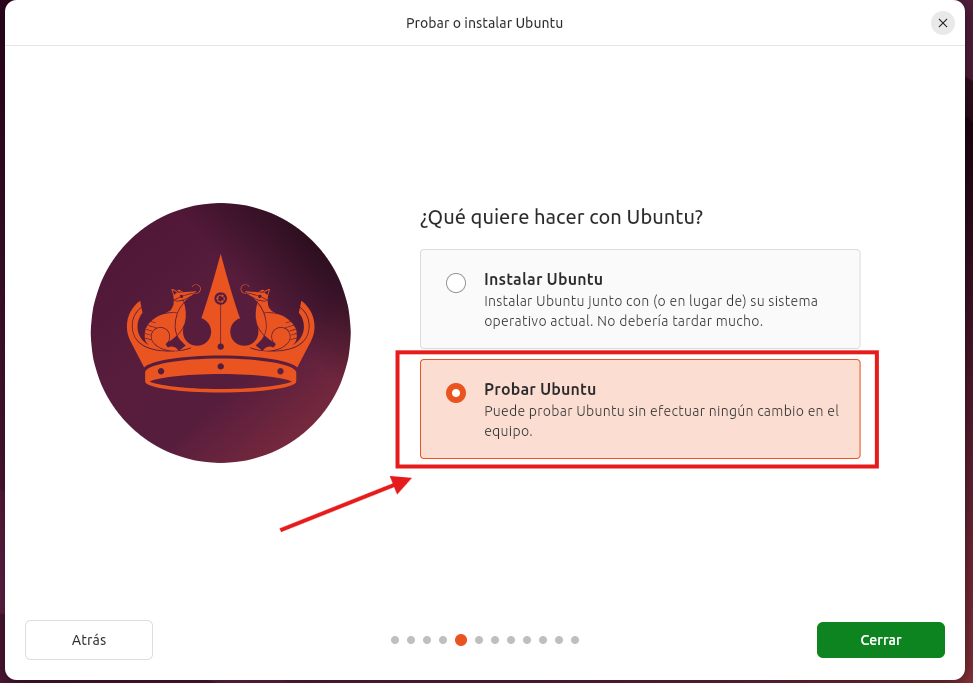 Probar o instalar Ubuntu
¿Qué quiere hacer con Ubuntu?
Instalar Ubuntu
Instalar Ubuntu junto con (o en lugar de) su sistema
operativo actual. No debería tardar mucho.
Probar Ubuntu
Puede probar Ubuntu sin efectuar ningún cambio en el
equipo.
Atrás
Cerrar